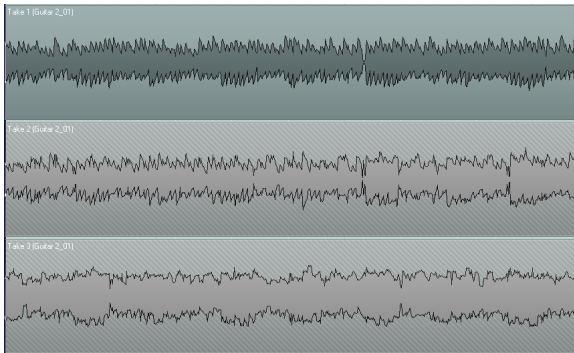 Take 1 (Guitar 2_01)
Take 2 (Guitar 2_01)
Take 3 (Guitar 2_01)